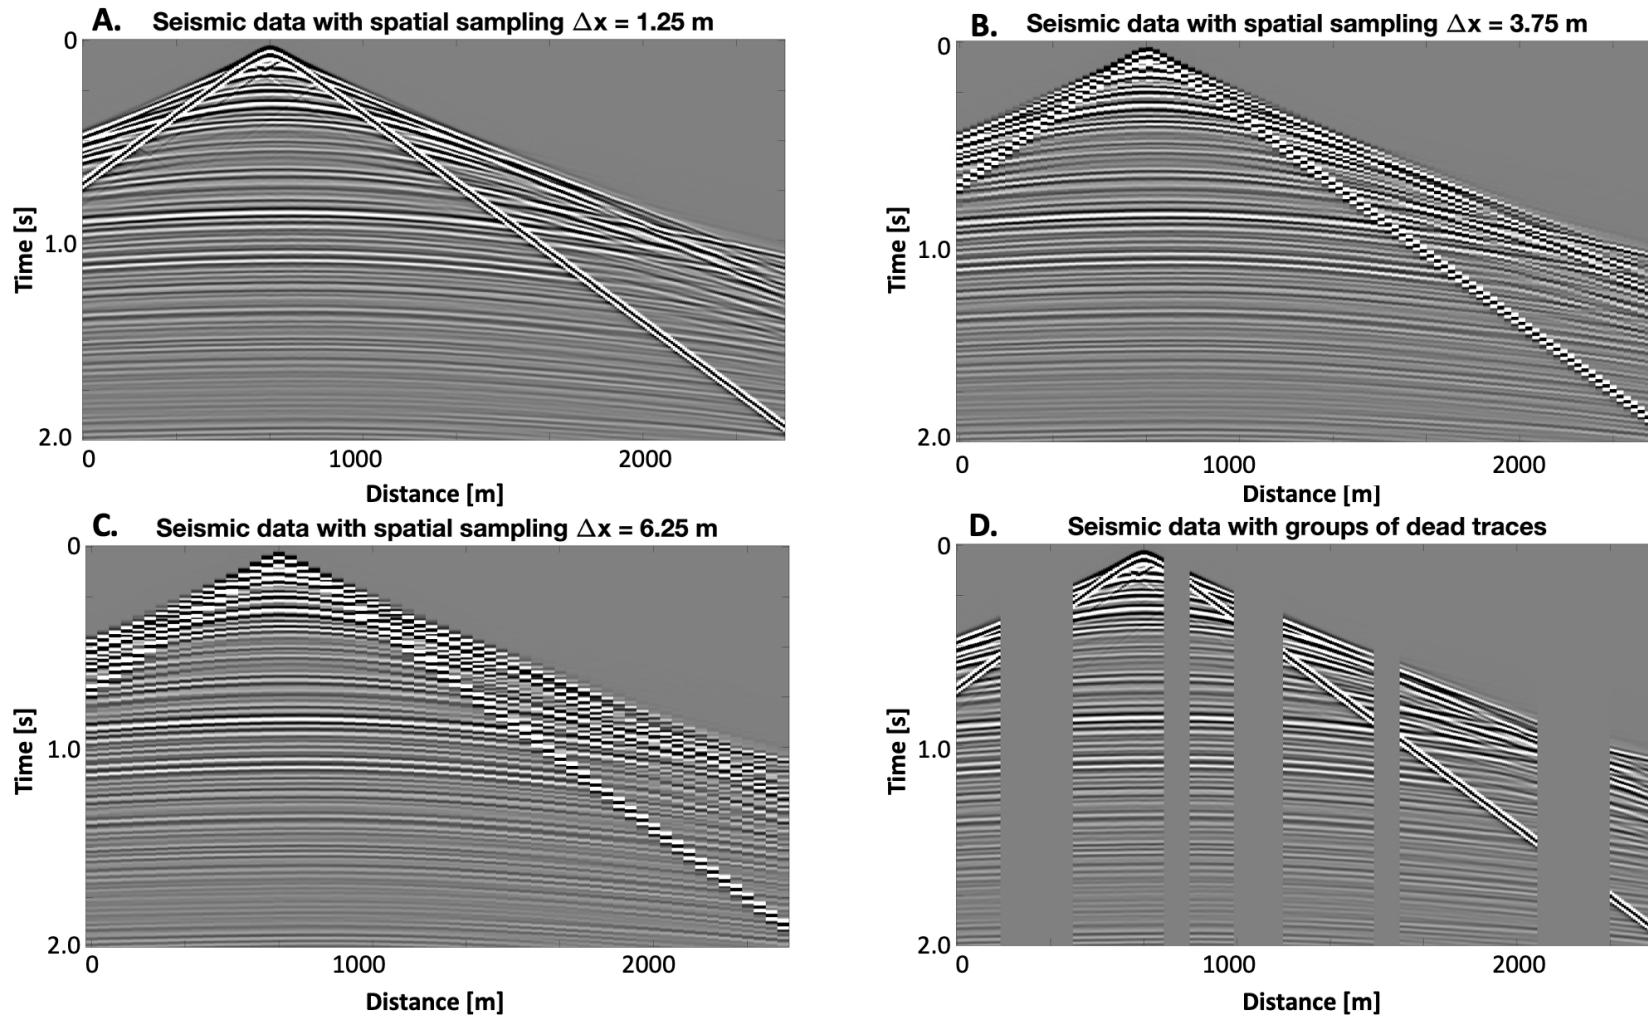 A. Seismic data with spatial sampling Δx = 1.25 m
0
1.0
2.0
Time [s]
0 1000 2000
Distance [m]
B. Seismic data with spatial sampling Δx = 3.75 m
0
1.0
2.0
Time [s]
0 1000 2000
Distance [m]
C. Seismic data with spatial sampling Δx = 6.25 m
0
1.0
2.0
Time [s]
0 1000 2000
Distance [m]
D. Seismic data with groups of dead traces
0
1.0
2.0
Time [s]
0 1000 2000
Distance [m]